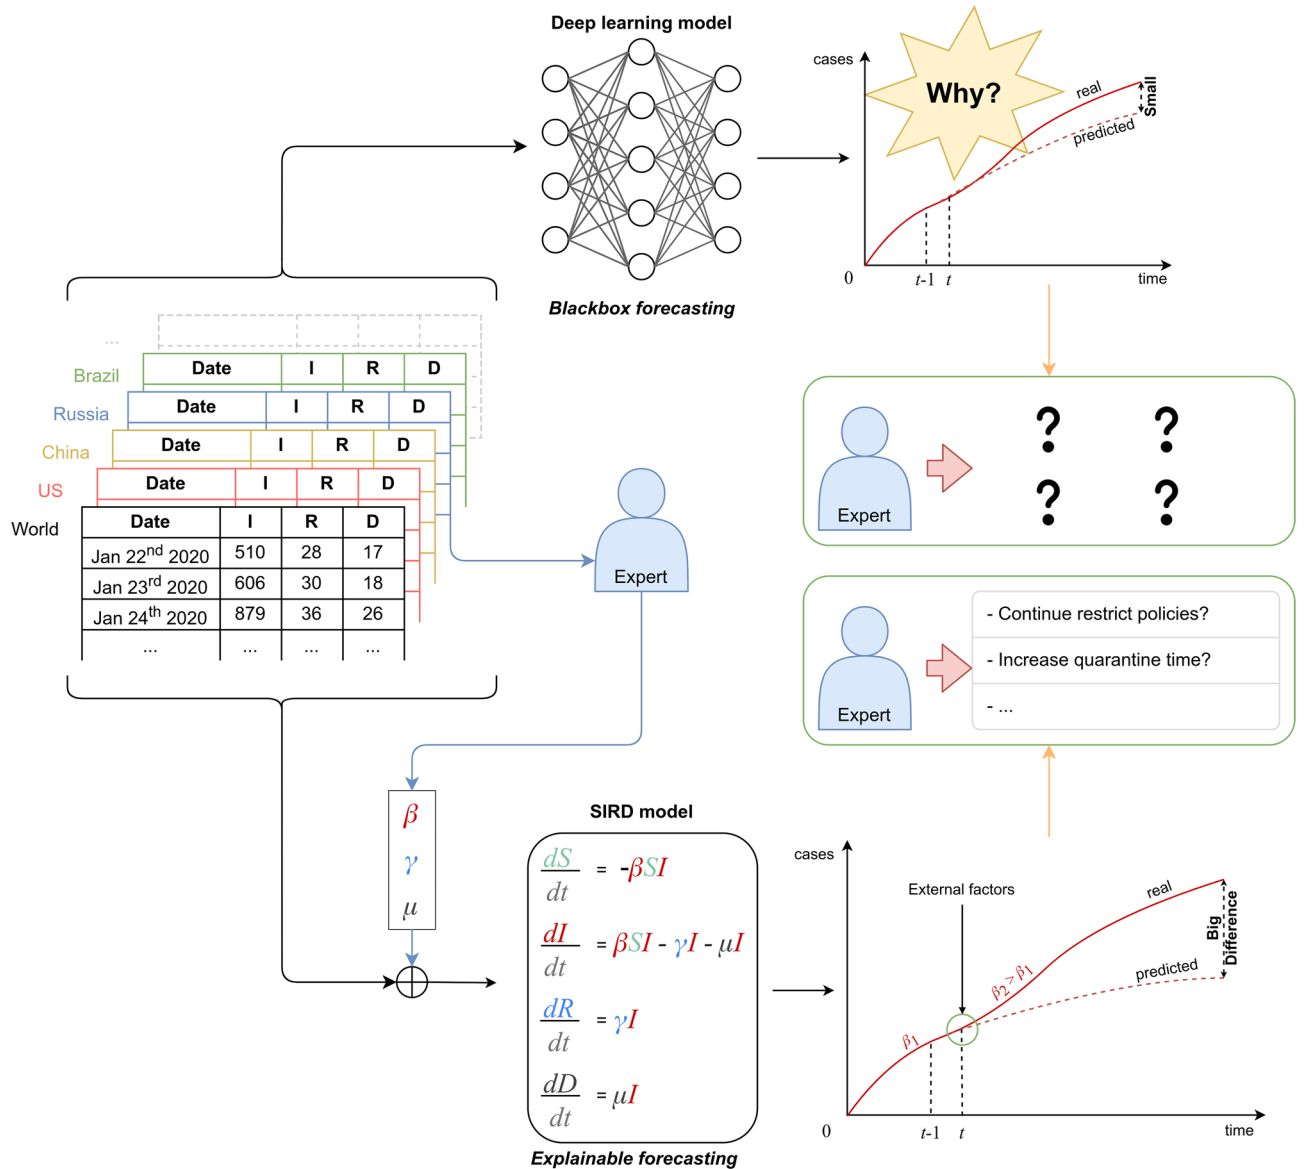 Deep learning model
Blackbox forecasting
cases
Why?
real
predicted
Small
0
t-1
t
time
...
Brazil
Date I R D
Russia
Date I R D
China
Date I R D
US
Date I R D
World
Date I R D
Jan 22nd 2020 510 28 17
Jan 23rd 2020 606 30 18
Jan 24th 2020 879 36 26
... ... ... ...
Expert
Expert
? ?
? ?
Expert
- Continue restrict policies?
- Increase quarantine time?
- ...
β
γ
μ
SIRD model
dS/dt = -βSI
dI/dt = βSI - γI - μI
dR/dt = γI
dD/dt = μI
Explainable forecasting
cases
External factors
real
predicted
Big
Difference
β1
β2 > β1
0
t-1
t
time